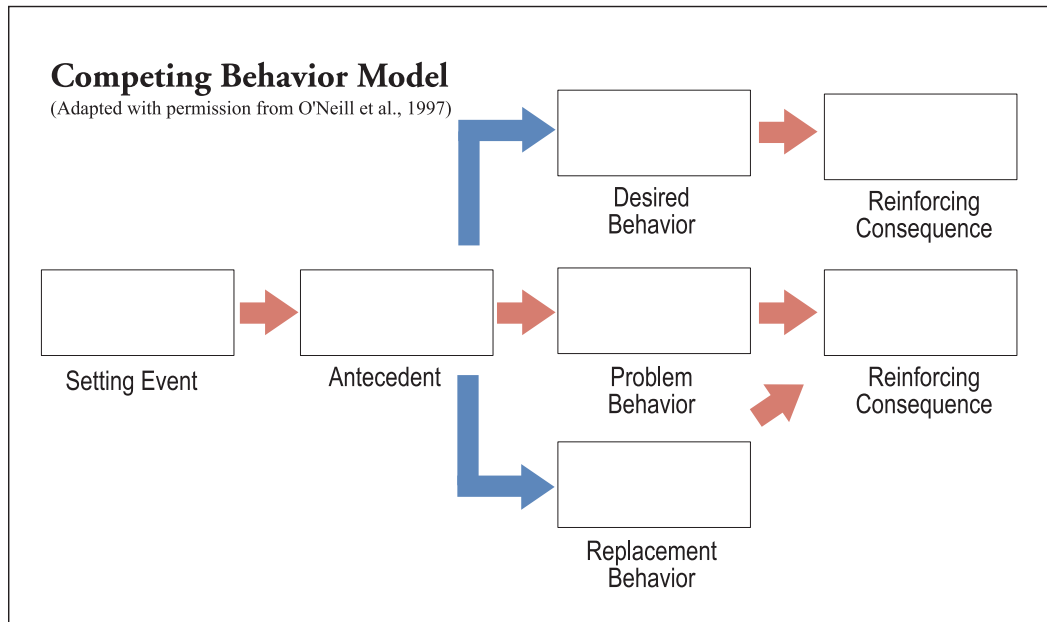 Competing Behavior Model
(Adapted with permission from O'Neill et al., 1997)
Desired
Behavior
Reinforcing
Consequence
Setting Event
Antecedent
Problem
Behavior
Reinforcing
Consequence
Replacement
Behavior